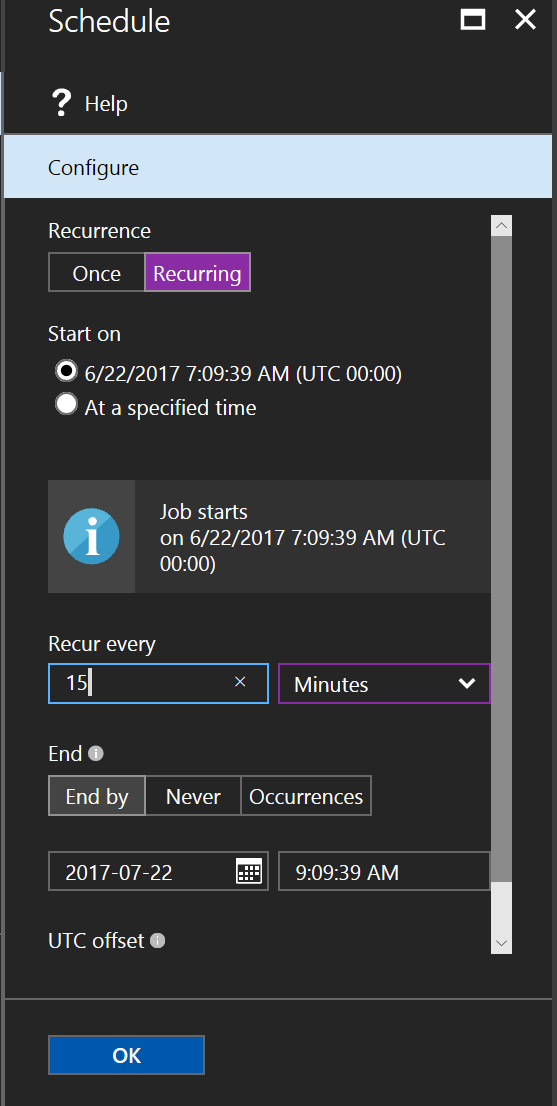 Schedule
? Help
Configure
Recurrence
Once Recurring
Start on
6/22/2017 7:09:39 AM (UTC 00:00)
At a specified time
i Job starts
on 6/22/2017 7:09:39 AM (UTC
00:00)
Recur every
15 × Minutes
End i
End by Never Occurrences
2017-07-22 9:09:39 AM
UTC offset i
OK